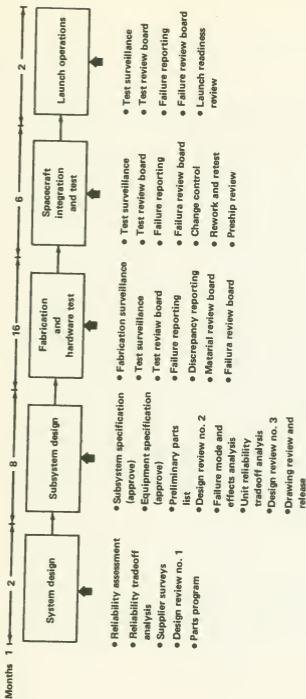 Months 1
2
8
16
6
2
System design
Subsystem design
Fabrication
and
hardware test
Spacecraft
integration
and test
Launch operations
• Reliability assessment
• Reliability tradeoff
analysis
• Supplier surveys
• Design review no. 1
• Parts program
• Subsystem specification
(approve)
• Equipment specification
(approve)
• Preliminary parts
list
• Design review no. 2
• Failure mode and
effects analysis
• Unit reliability
tradeoff analysis
• Design review no. 3
• Drawing review and
release
• Fabrication surveillance
• Test surveillance
• Test review board
• Failure reporting
• Discrepancy reporting
• Matarial review board
• Failura review board
• Test surveillance
• Test review board
• Failure reporting
• Failura review board
• Change control
• Rework and retest
• Preship review
• Test surveillance
• Test review board
• Failure reporting
• Failure review board
• Launch readiness
review